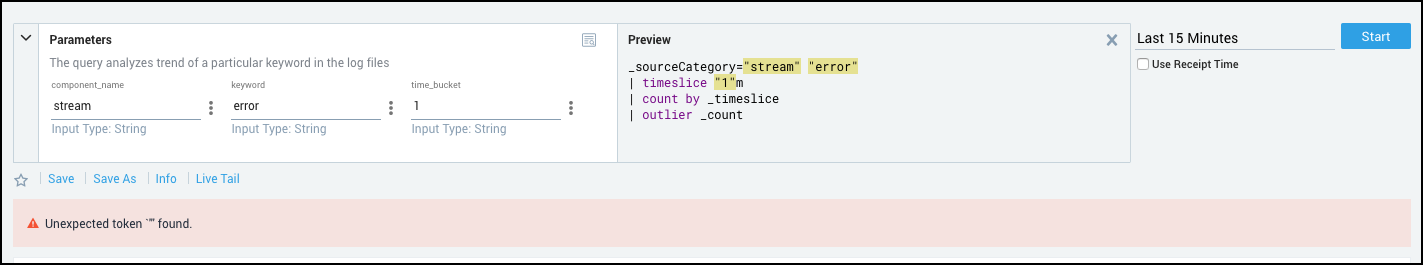 Parameters
The query analyzes trend of a particular keyword in the log files
component_name
keyword
time_bucket
stream
error
1
Input Type: String
Input Type: String
Input Type: String
Preview
_sourceCategory="stream" "error"
| timeslice "1"m
| count by _timeslice
| outlier _count
Last 15 Minutes
Start
Use Receipt Time
Save
Save As
Info
Live Tail
Unexpected token `"' found.